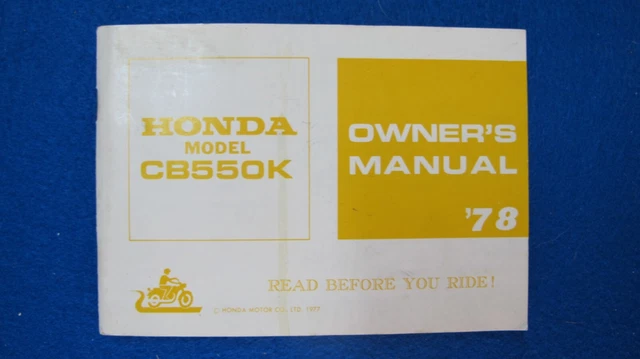 HONDA
MODEL
CB550K
OWNER'S
MANUAL
'78
READ BEFORE YOU RIDE!
© HONDA MOTOR CO., LTD. 1977